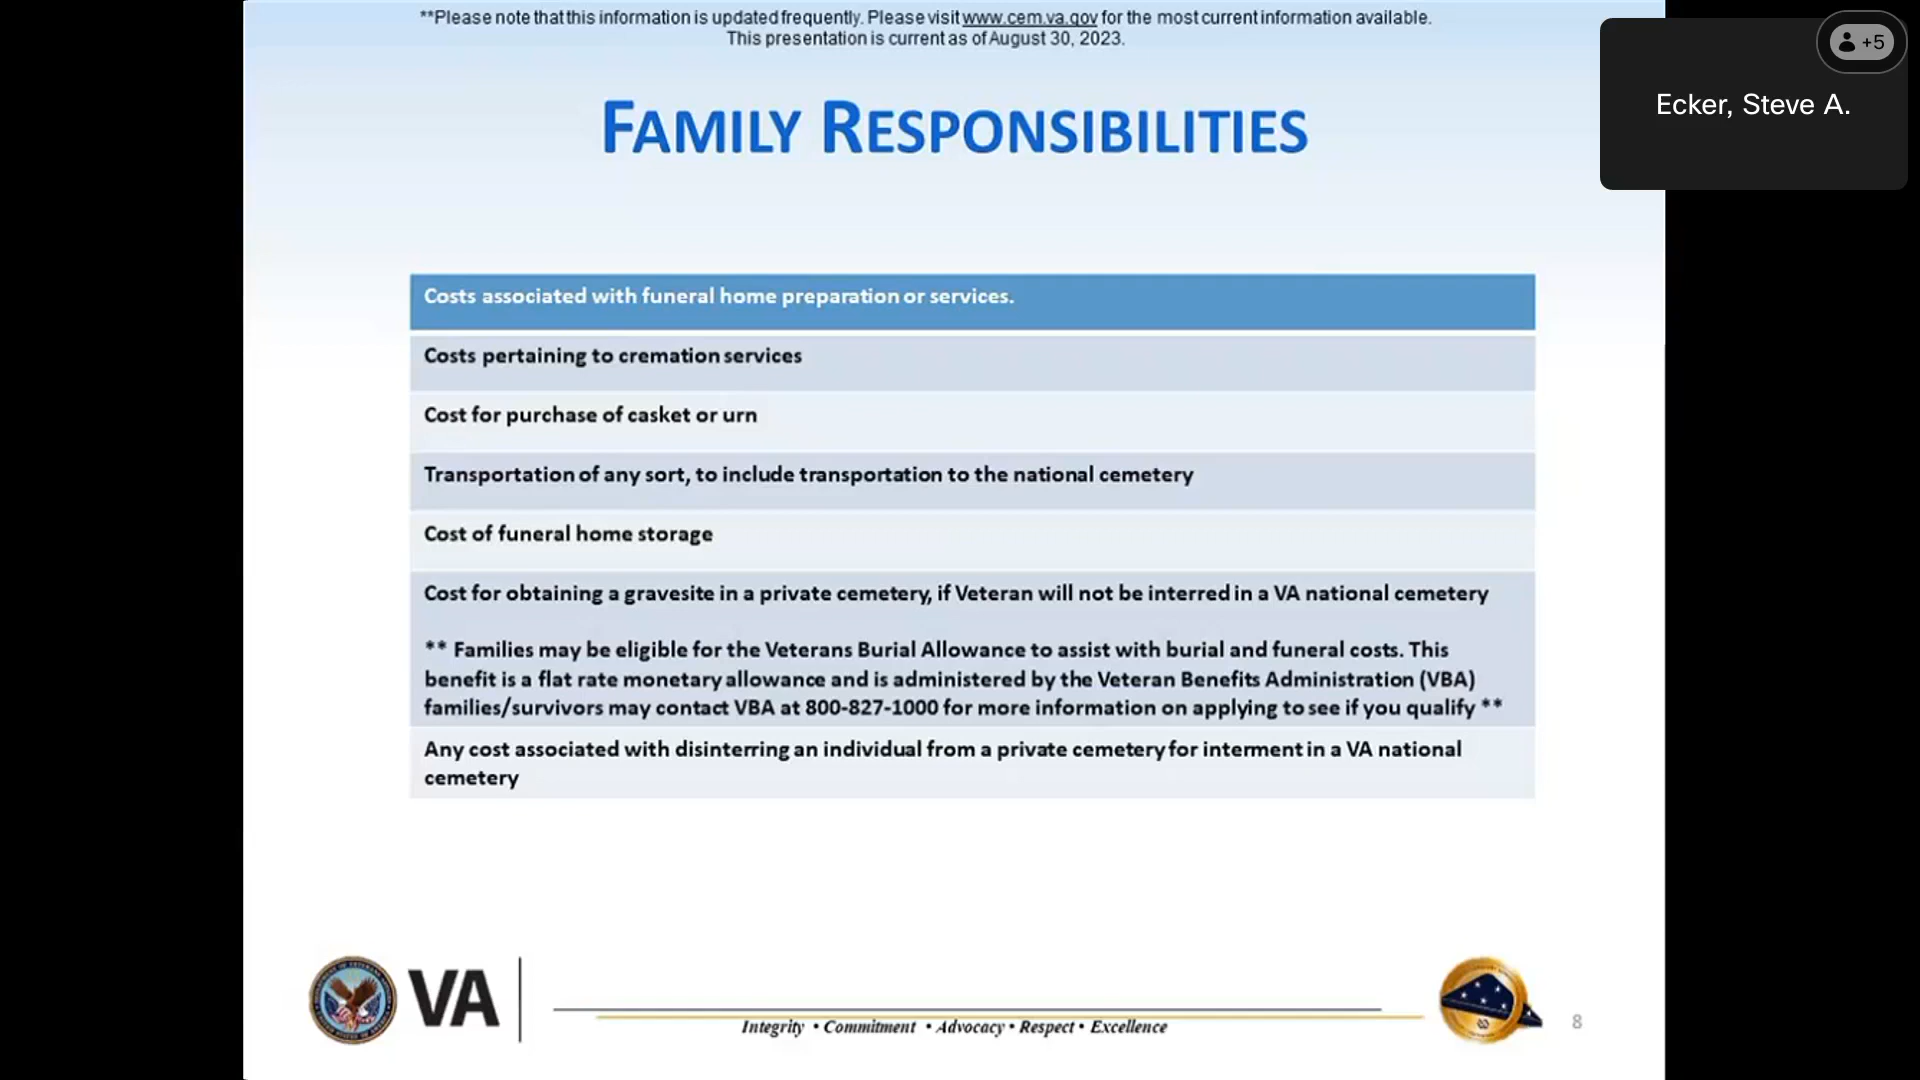 **Please note that this information is updated frequently. Please visit www.cem.va.gov for the most current information available.
This presentation is current as of August 30, 2023.
+5
Ecker, Steve A.
FAMILY RESPONSIBILITIES
Costs associated with funeral home preparation or services.
Costs pertaining to cremation services
Cost for purchase of casket or urn
Transportation of any sort, to include transportation to the national cemetery
Cost of funeral home storage
Cost for obtaining a gravesite in a private cemetery, if Veteran will not be interred in a VA national cemetery
** Families may be eligible for the Veterans Burial Allowance to assist with burial and funeral costs. This
benefit is a flat rate monetary allowance and is administered by the Veteran Benefits Administration (VBA)
families/survivors may contact VBA at 800-827-1000 for more information on applying to see if you qualify **
Any cost associated with disinterring an individual from a private cemetery for interment in a VA national
cemetery
VA
Integrity • Commitment • Advocacy • Respect • Excellence
8